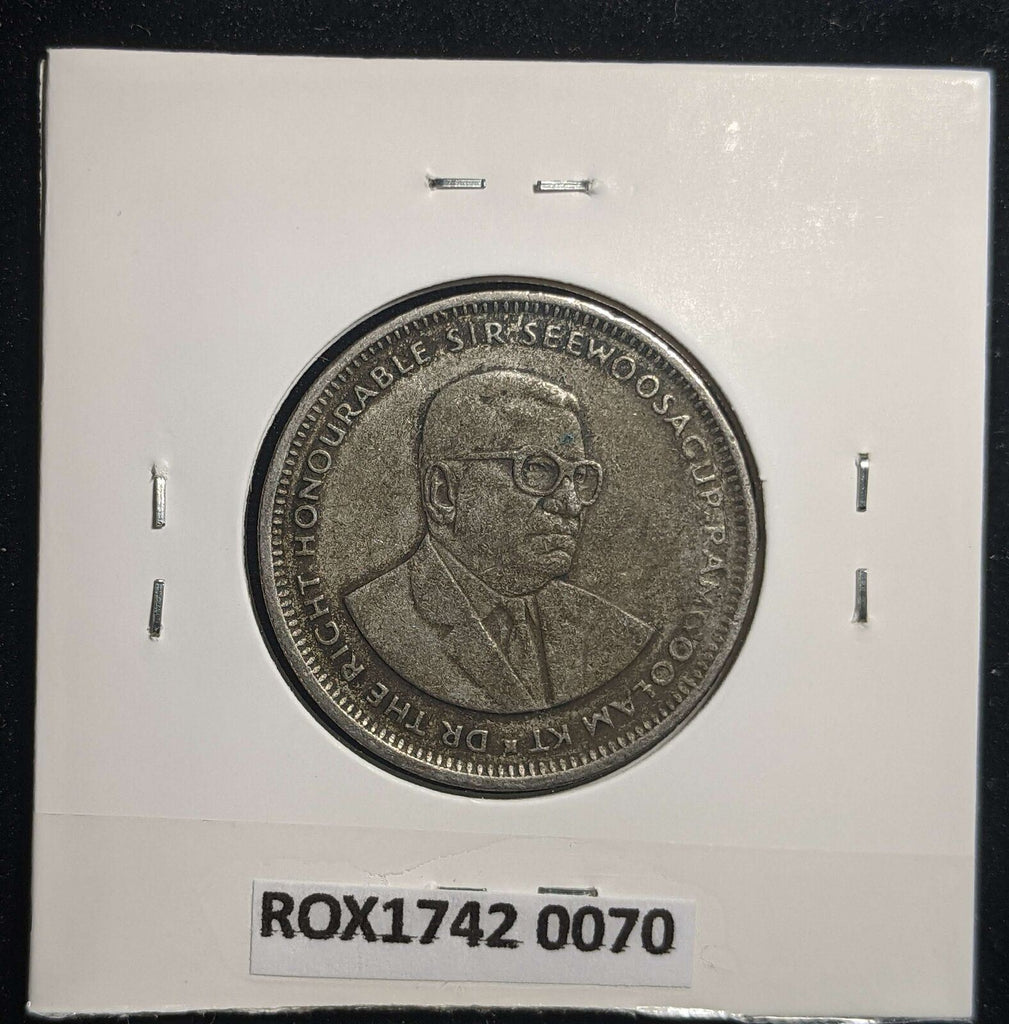 DR THE RIGHT HONOURABLE SIR SEEWOOSAGUR RAMGOOLAM KT
ROX1742 0070